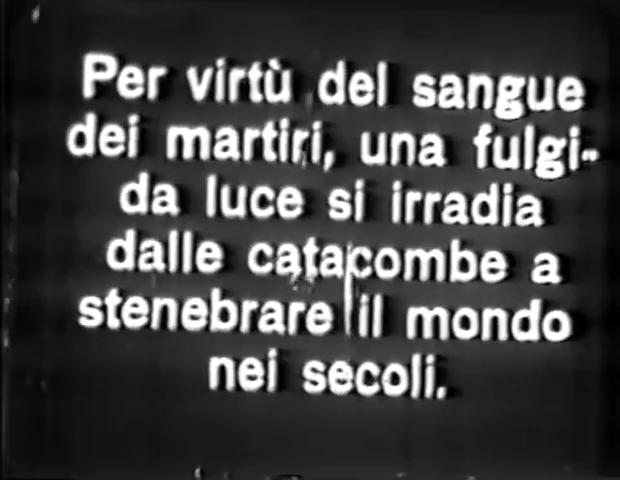 Per virtù del sangue
dei martiri, una fulgi-
da luce si irradia
dalle catacombe a
stenebrare il mondo
nei secoli.